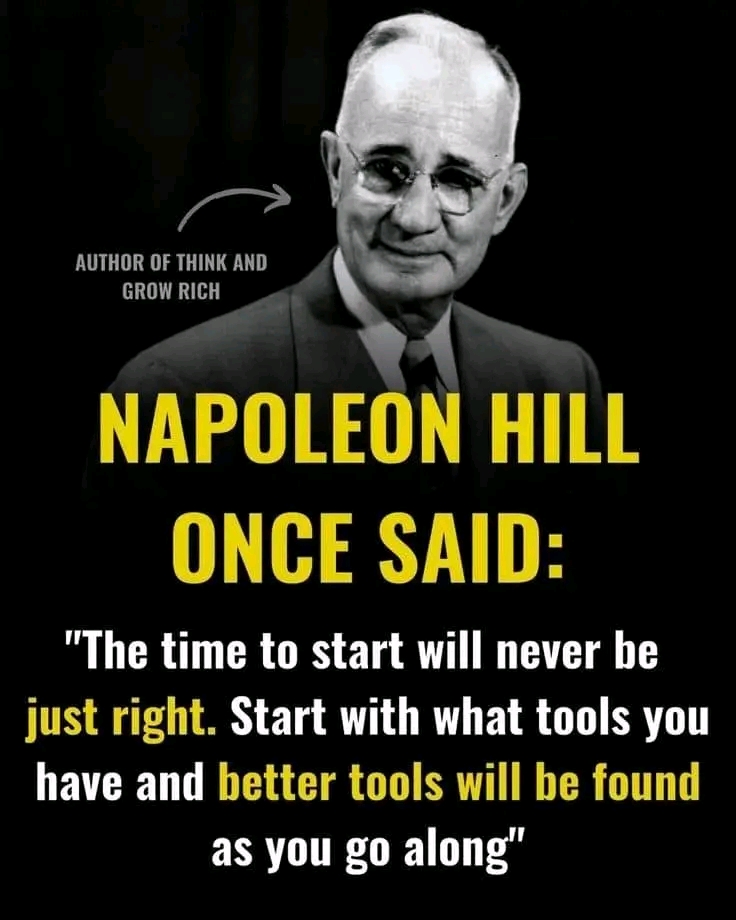 AUTHOR OF THINK AND
GROW RICH
NAPOLEON HILL
ONCE SAID:
"The time to start will never be
just right. Start with what tools you
have and better tools will be found
as you go along"